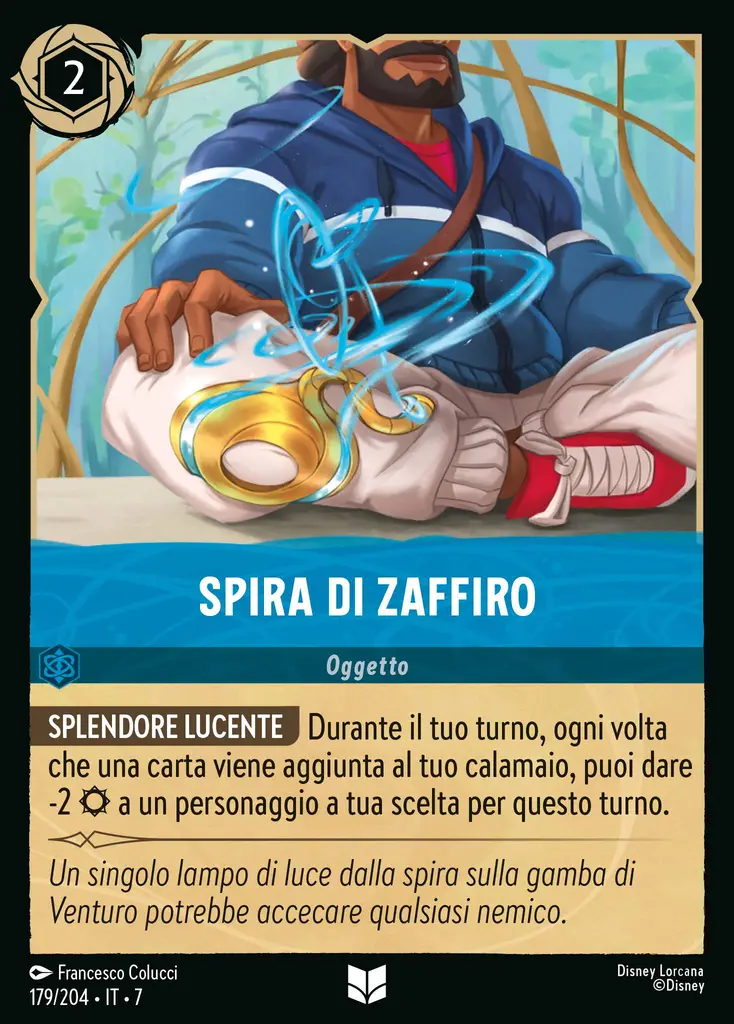 2
SPIRA DI ZAFFIRO
Oggetto
SPLENDORE LUCENTE Durante il tuo turno, ogni volta
che una carta viene aggiunta al tuo calamaio, puoi dare
-2 a un personaggio a tua scelta per questo turno.
Un singolo lampo di luce dalla spira sulla gamba di
Venturo potrebbe accecare qualsiasi nemico.
Francesco Colucci
179/204 • IT • 7
Disney Lorcana
©Disney